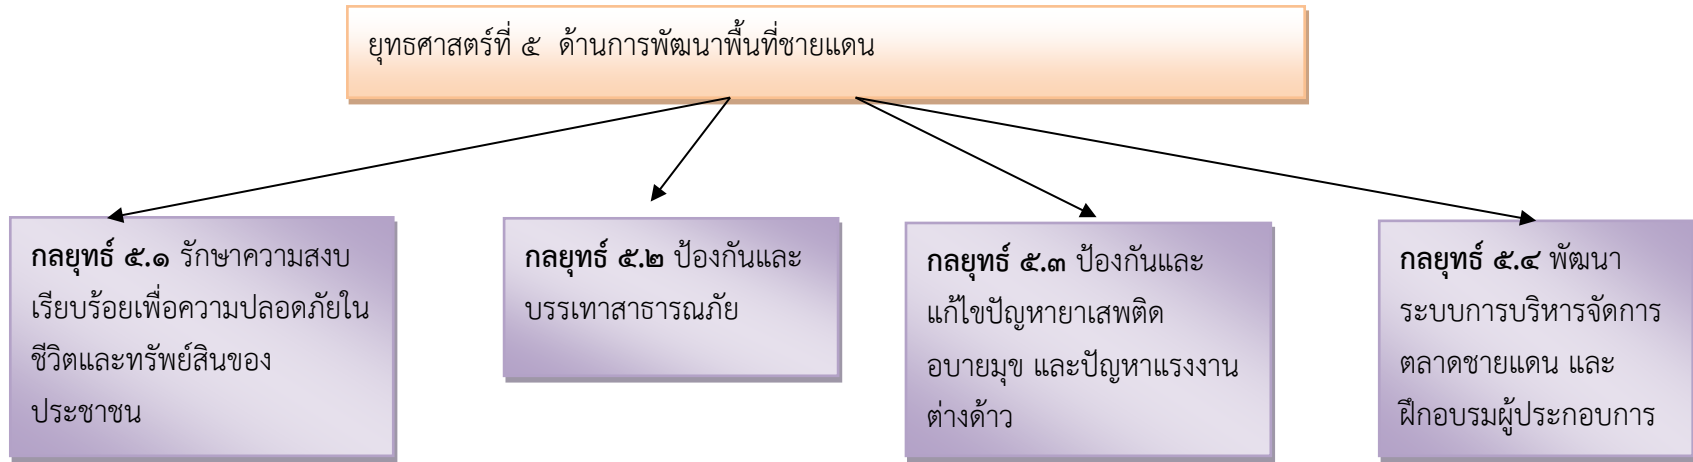 ยุทธศาสตร์ที่ ๕  ด้านการพัฒนาพื้นที่ชายแดน
กลยุทธ์ ๕.๑ รักษาความสงบ
เรียบร้อยเพื่อความปลอดภัยใน
ชีวิตและทรัพย์สินของ
ประชาชน
กลยุทธ์ ๕.๒ ป้องกันและ
บรรเทาสาธารณภัย
กลยุทธ์ ๕.๓ ป้องกันและ
แก้ไขปัญหายาเสพติด
อบายมุข และปัญหาแรงงาน
ต่างด้าว
กลยุทธ์ ๕.๔ พัฒนา
ระบบการบริหารจัดการ
ตลาดชายแดน และ
ฝึกอบรมผู้ประกอบการ